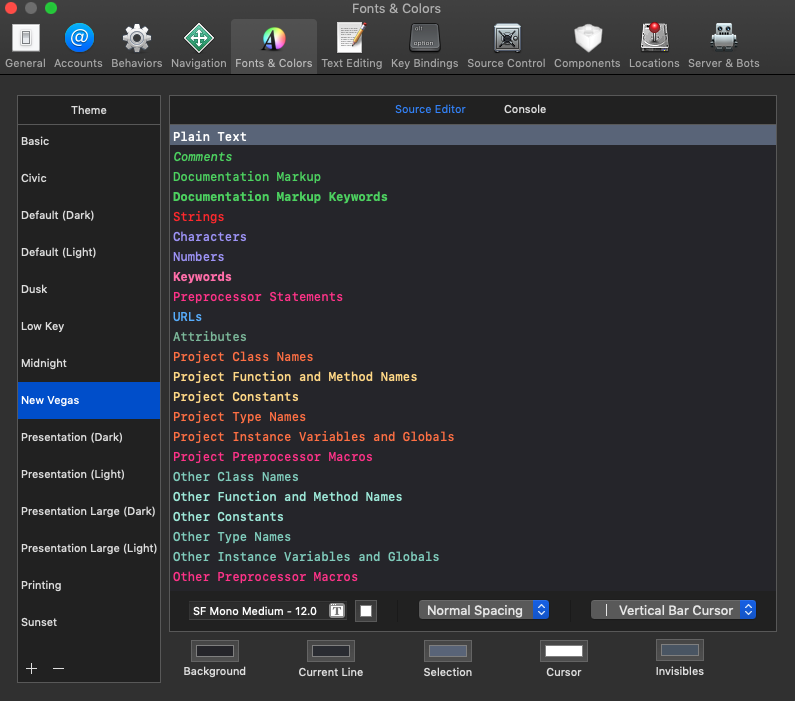 Fonts & Colors
General Accounts Behaviors Navigation Fonts & Colors Text Editing Key Bindings Source Control Components Locations Server & Bots
Theme
Basic
Civic
Default (Dark)
Default (Light)
Dusk
Low Key
Midnight
New Vegas
Presentation (Dark)
Presentation (Light)
Presentation Large (Dark)
Presentation Large (Light)
Printing
Sunset
Source Editor Console
Plain Text
Comments
Documentation Markup
Documentation Markup Keywords
Strings
Characters
Numbers
Keywords
Preprocessor Statements
URLs
Attributes
Project Class Names
Project Function and Method Names
Project Constants
Project Type Names
Project Instance Variables and Globals
Project Preprocessor Macros
Other Class Names
Other Function and Method Names
Other Constants
Other Type Names
Other Instance Variables and Globals
Other Preprocessor Macros
SF Mono Medium - 12.0 T Normal Spacing Vertical Bar Cursor
Background Current Line Selection Cursor Invisibles